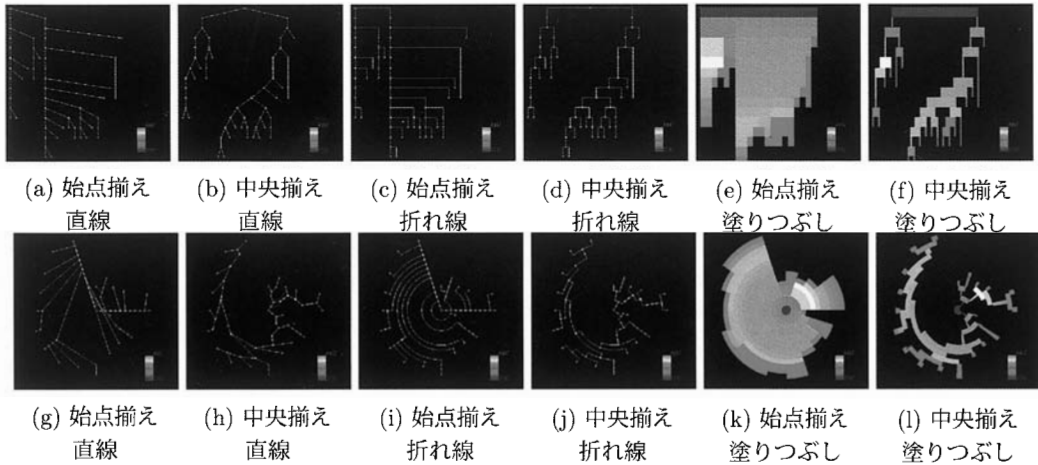 (a) 始点揃え
直線
(b) 中央揃え
直線
(c) 始点揃え
折れ線
(d) 中央揃え
折れ線
(e) 始点揃え
塗りつぶし
(f) 中央揃え
塗りつぶし
(g) 始点揃え
直線
(h) 中央揃え
直線
(i) 始点揃え
折れ線
(j) 中央揃え
折れ線
(k) 始点揃え
塗りつぶし
(l) 中央揃え
塗りつぶし